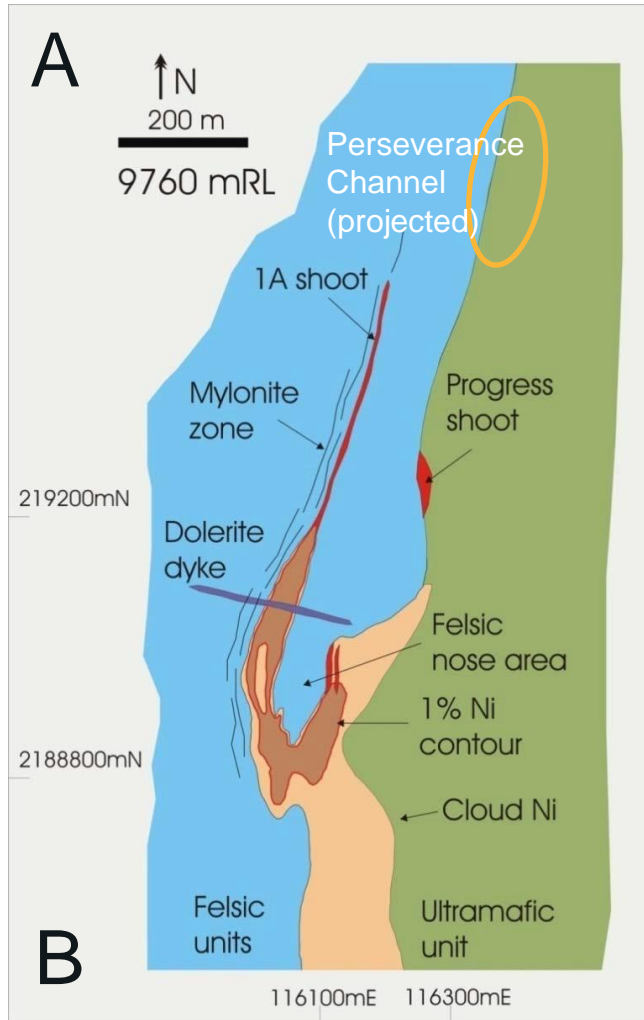 A
N
200 m
9760 mRL
Perseverance
Channel
(projected)
1A shoot
Mylonite
zone
Progress
shoot
219200mN
Dolerite
dyke
Felsic
nose area
1% Ni
contour
2188800mN
Cloud Ni
Felsic
units
Ultramafic
unit
B
116100mE
116300mE